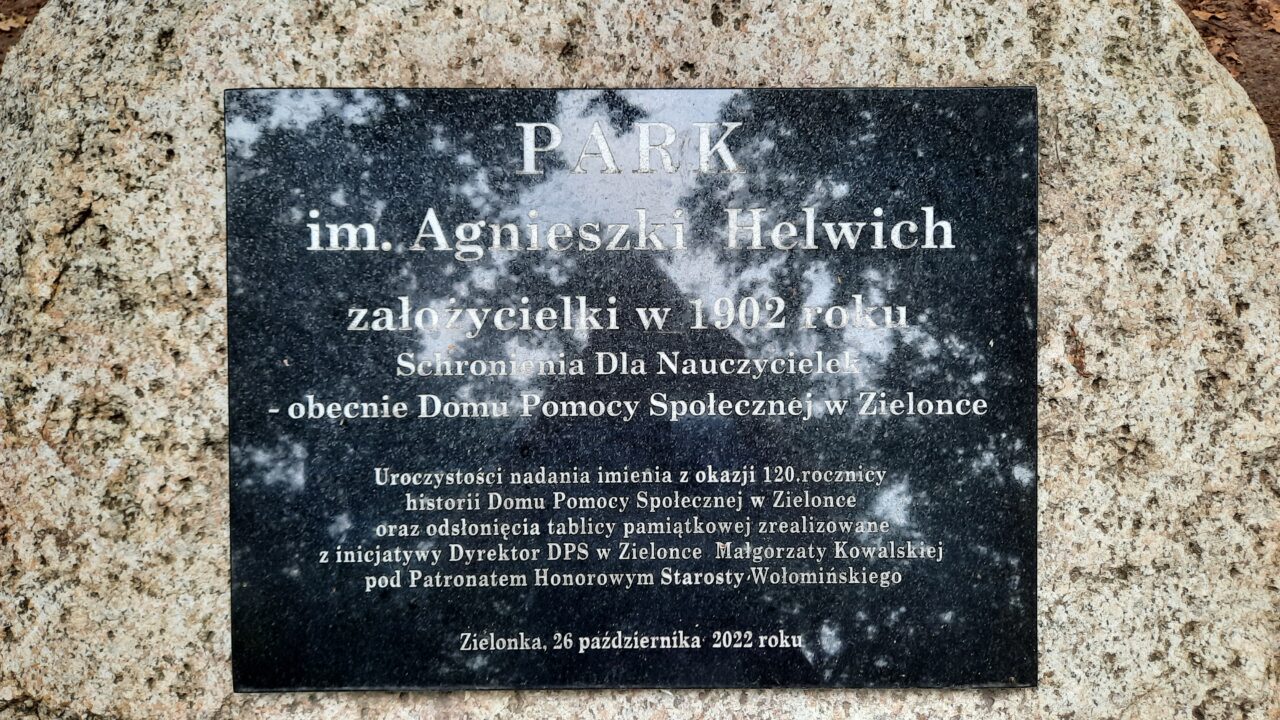 PARK
im. Agnieszki Helwich
założycielki w 1902 roku
Schronienia Dla Nauczycielek
- obecnie Domu Pomocy Społecznej w Zielonce
Uroczystości nadania imienia z okazji 120.rocznicy
historii Domu Pomocy Społecznej w Zielonce
oraz odsłonięcia tablicy pamiątkowej zrealizowane
z inicjatywy Dyrektor DPS w Zielonce Małgorzaty Kowalskiej
pod Patronatem Honorowym Starosty Wołomińskiego
Zielonka, 26 października 2022 roku